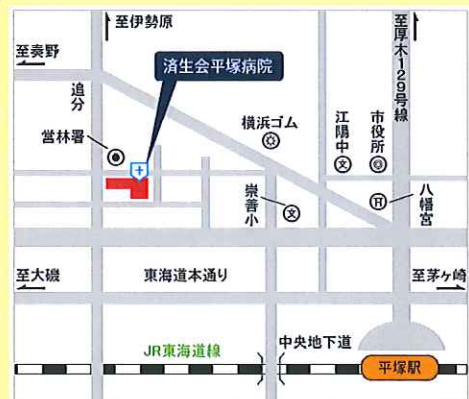 至伊勢原
至厚木129号線
至秦野
済生会平塚病院
追分
営林署
横浜ゴム
江陽中
市役所
文
崇善小
文
八幡宮
至大磯
東海道本通り
至茅ヶ崎
中央地下道
JR東海道線
平塚駅